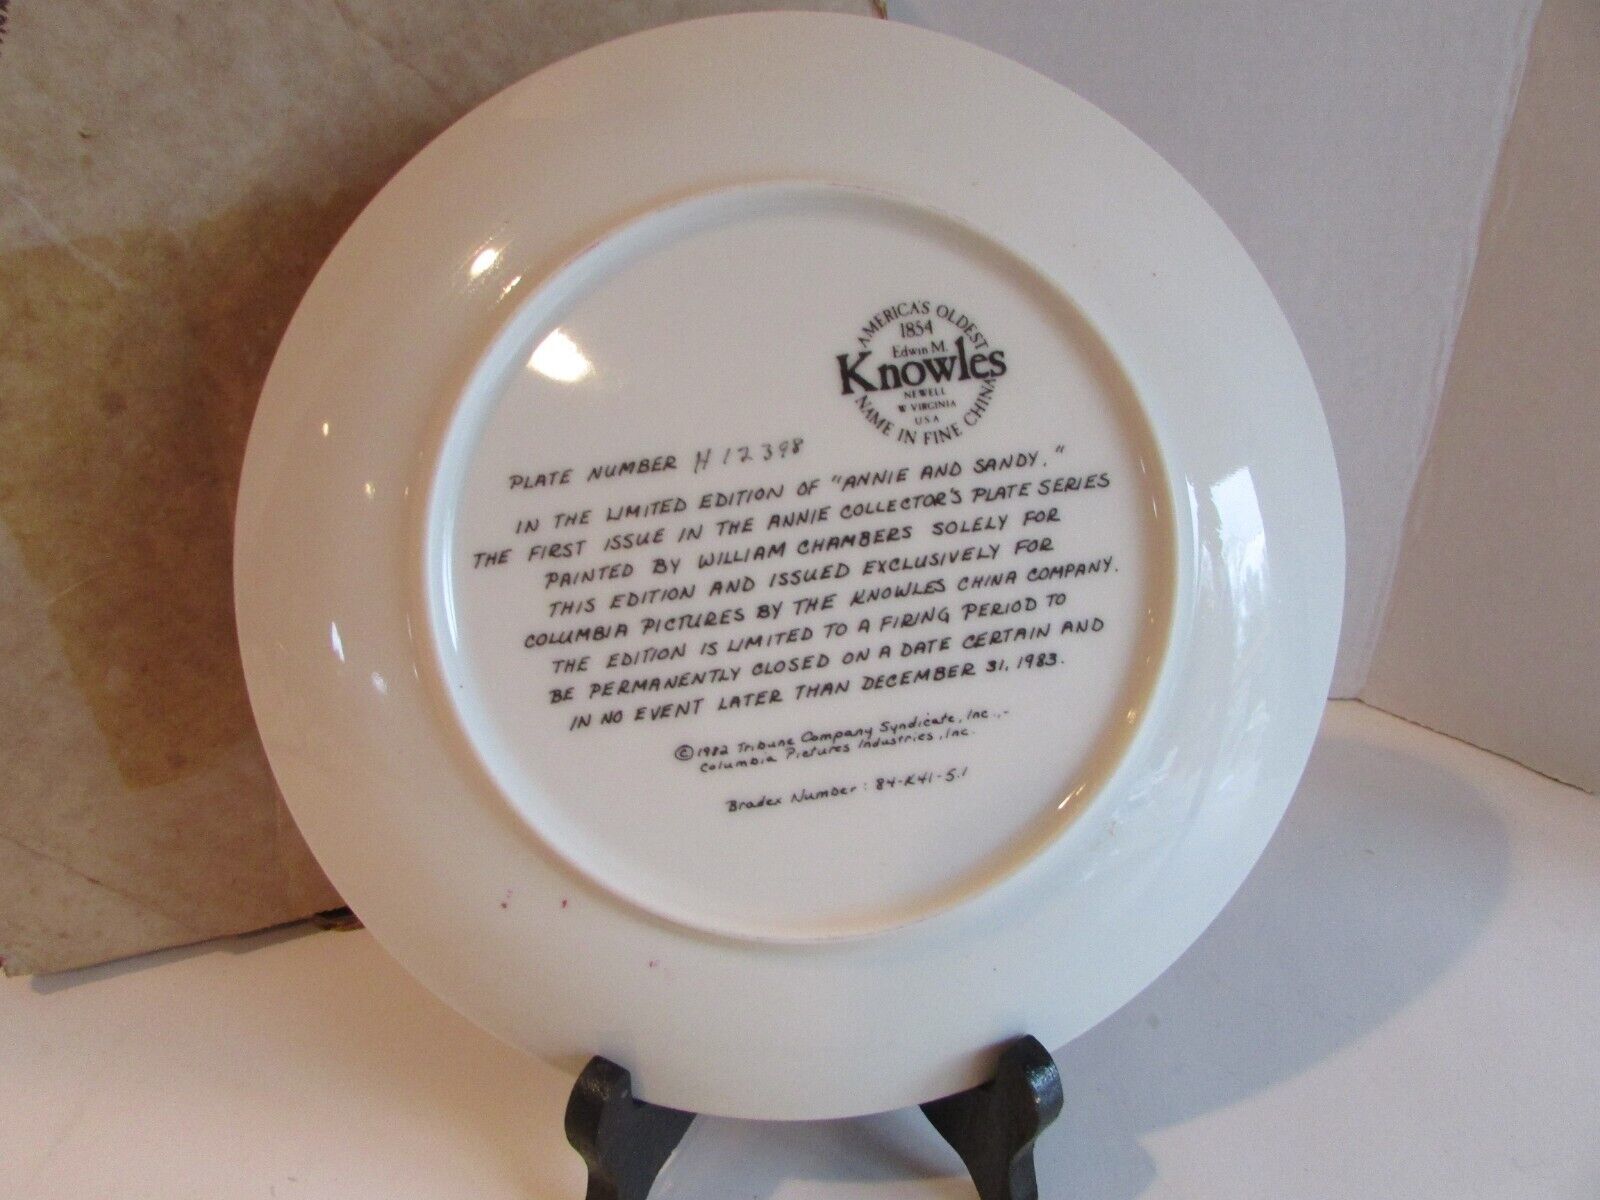 AMERICA'S OLDEST
1854
Edwin M.
Knowles
NEWELL
W VIRGINIA
USA
NAME IN FINE CHINA
PLATE NUMBER H 12398
IN THE LIMITED EDITION OF "ANNIE AND SANDY."
THE FIRST ISSUE IN THE ANNIE COLLECTOR'S PLATE SERIES
PAINTED BY WILLIAM CHAMBERS SOLELY FOR
THIS EDITION AND ISSUED EXCLUSIVELY FOR
COLUMBIA PICTURES BY THE KNOWLES CHINA COMPANY.
THE EDITION IS LIMITED TO A FIRING PERIOD TO
BE PERMANENTLY CLOSED ON A DATE CERTAIN AND
IN NO EVENT LATER THAN DECEMBER 31, 1983.
©1982 Tribune Company Syndicate, Inc.,-
Columbia Pictures Industries, Inc.
Bradex Number: 84-K41-5.1